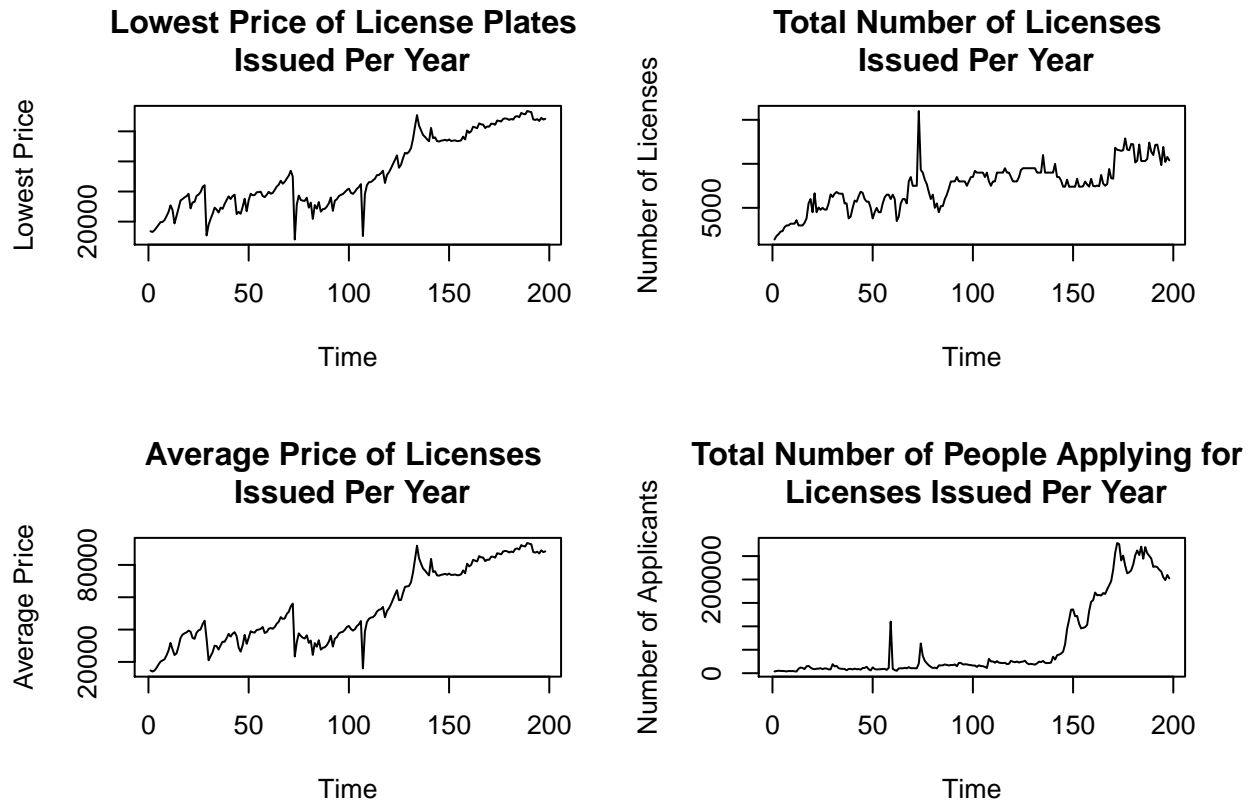 Lowest Price of License Plates
Issued Per Year
Lowest Price
20000
0 50 100 150 200
Time
Total Number of Licenses
Issued Per Year
Number of Licenses
5000
0 50 100 150 200
Time
Average Price of Licenses
Issued Per Year
Average Price
20000 80000
0 50 100 150 200
Time
Total Number of People Applying for
Licenses Issued Per Year
Number of Applicants
0 200000
0 50 100 150 200
Time